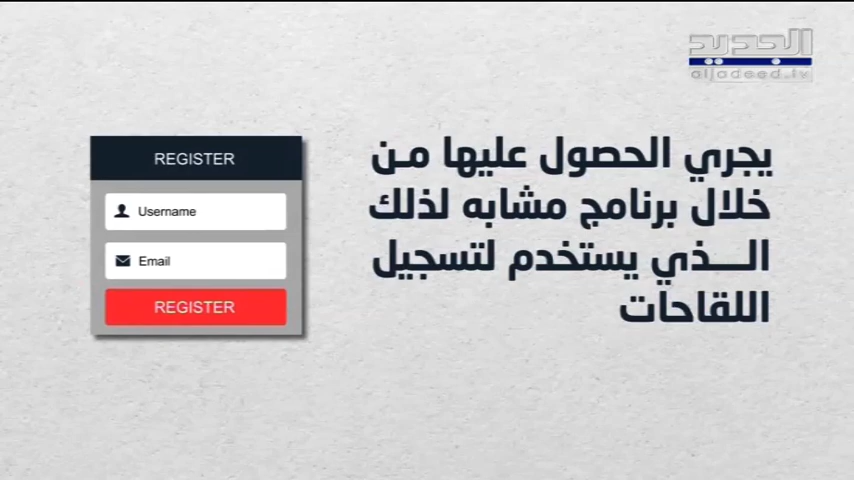 الجديد
aljadeed.tv
يجري الحصول عليها من
خلال برنامج مشابه لذلك
الـــذي يستخدم لتسجيل
اللقاحات
REGISTER
Username
Email
REGISTER